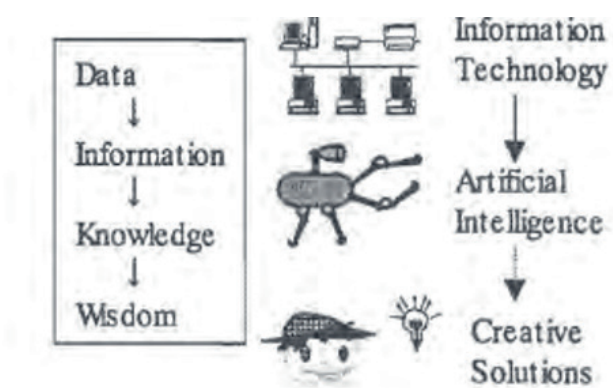 Data
↓
Information
↓
Knowledge
↓
Wisdom
Information
Technology
Artificial
Intelligence
Creative
Solutions